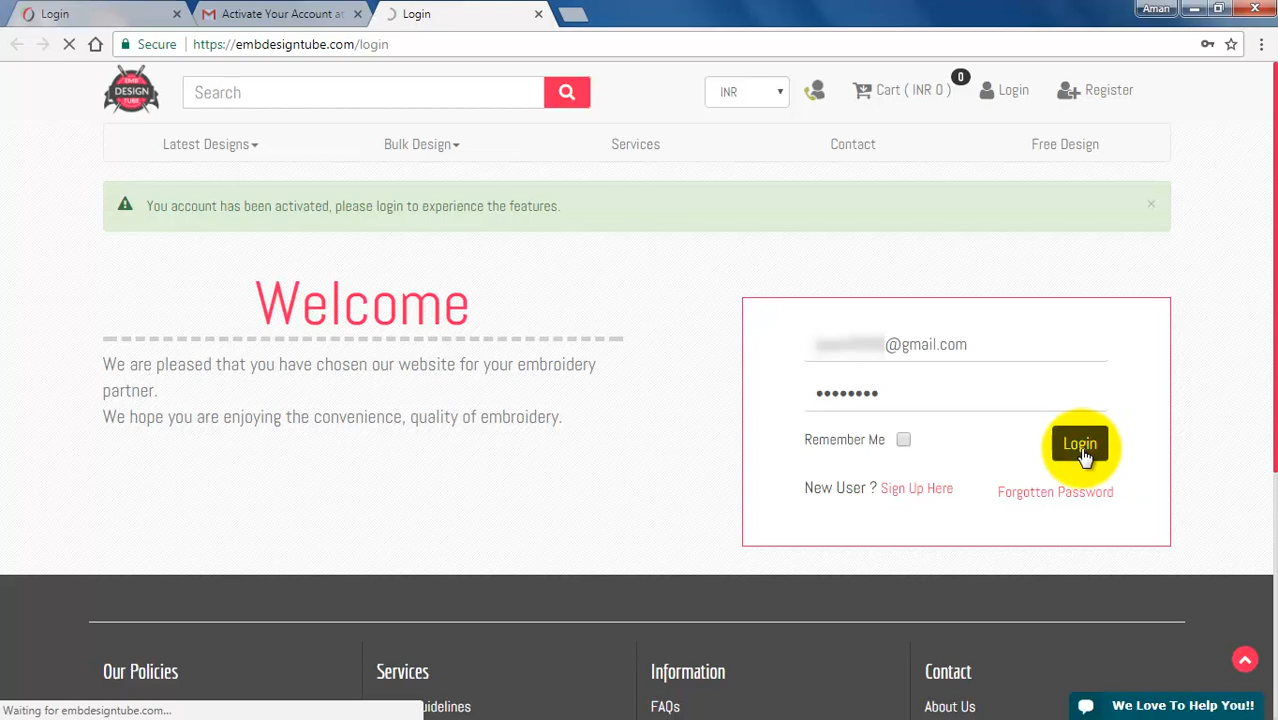 Login
Activate Your Account at
Login
Aman
Secure
https://embdesigntube.com/login
EMB
DESIGN
TUBE
Search
INR
Cart ( INR 0 )
0
Login
Register
Latest Designs
Bulk Design
Services
Contact
Free Design
You account has been activated, please login to experience the features.
×
Welcome
We are pleased that you have chosen our website for your embroidery
partner.
We hope you are enjoying the convenience, quality of embroidery.
@gmail.com
Remember Me
Login
New User ? Sign Up Here
Forgotten Password
Our Policies
Services
Information
Contact
uidelines
FAQs
About Us
Waiting for embdesigntube.com...
We Love To Help You!!